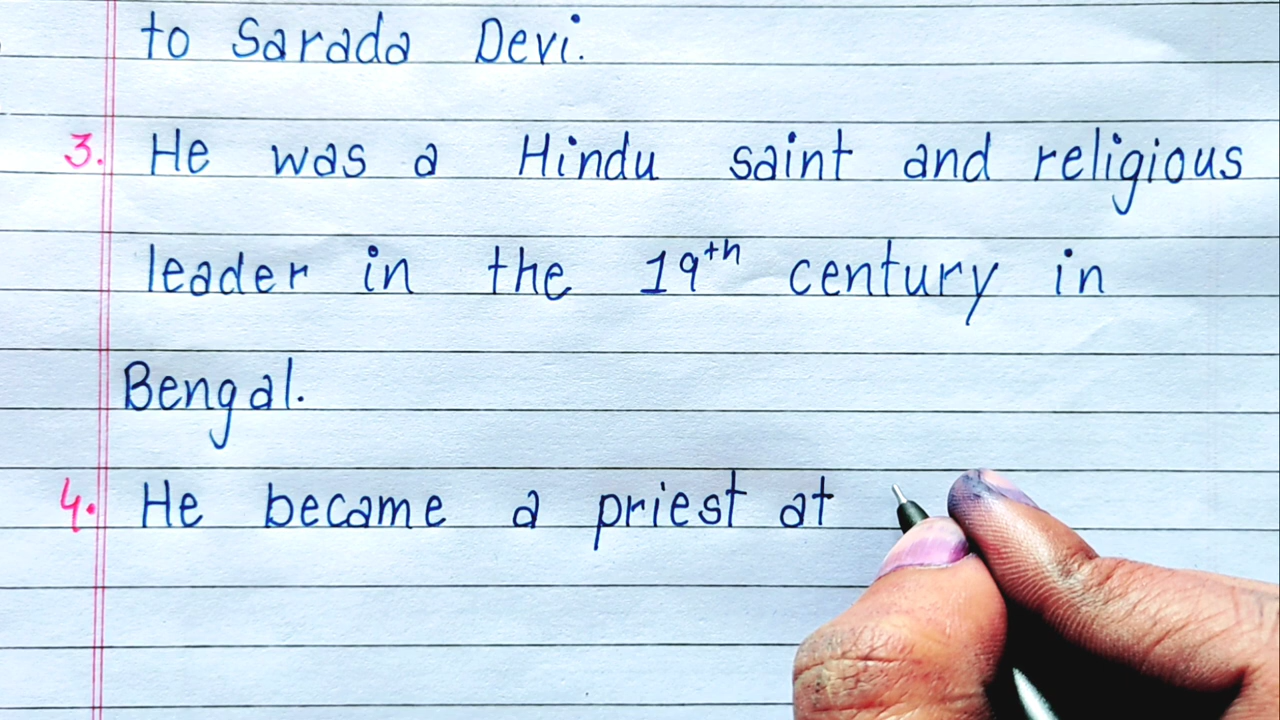 to Sarada Devi.
3. He was a Hindu saint and religious
leader in the 19th century in
Bengal.
4. He became a priest at